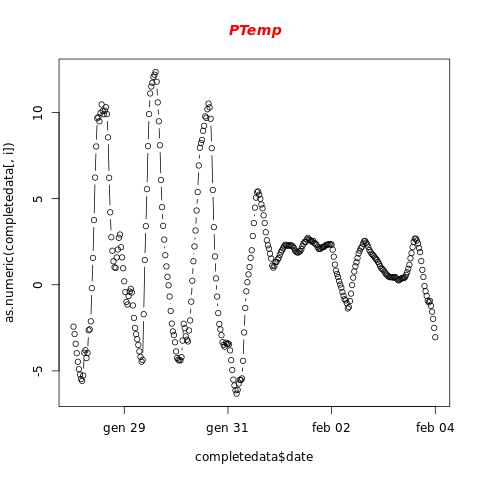 PTemp
as.numeric(completedata[, i])
10
5
0
-5
gen 29
gen 31
feb 02
feb 04
completedata$date